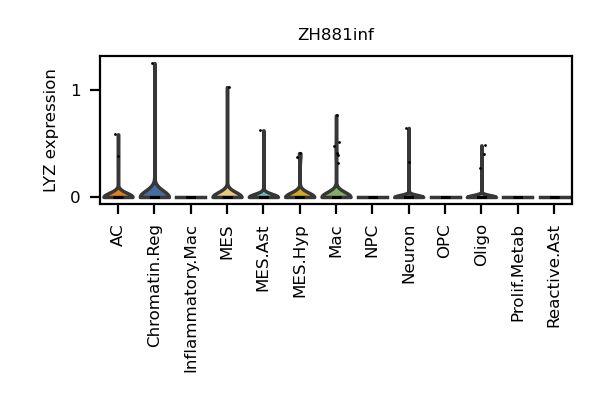 ZH881inf
LYZ expression
1
0
AC
Chromatin.Reg
Inflammatory.Mac
MES
MES.Ast
MES.Hyp
Mac
NPC
Neuron
OPC
Oligo
Prolif.Metab
Reactive.Ast